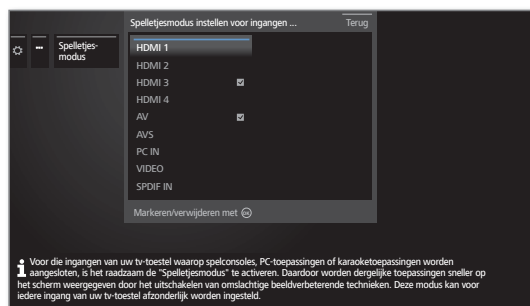 Spelletjesmodus instellen voor ingangen ...
Terug
Spelletjes-
modus
HDMI 1
HDMI 2
HDMI 3
HDMI 4
AV
AVS
PC IN
VIDEO
SPDIF IN
Markeren/verwijderen met OK
Voor die ingangen van uw tv-toestel waarop spelconsoles, PC-toepassingen of karaoketoepassingen worden
aangesloten, is het raadzaam de "Spelletjesmodus" te activeren. Daardoor worden dergelijke toepassingen sneller op
het scherm weergegeven door het uitschakelen van omslachtige beeldverbeterende technieken. Deze modus kan voor
iedere ingang van uw tv-toestel afzonderlijk worden ingesteld.